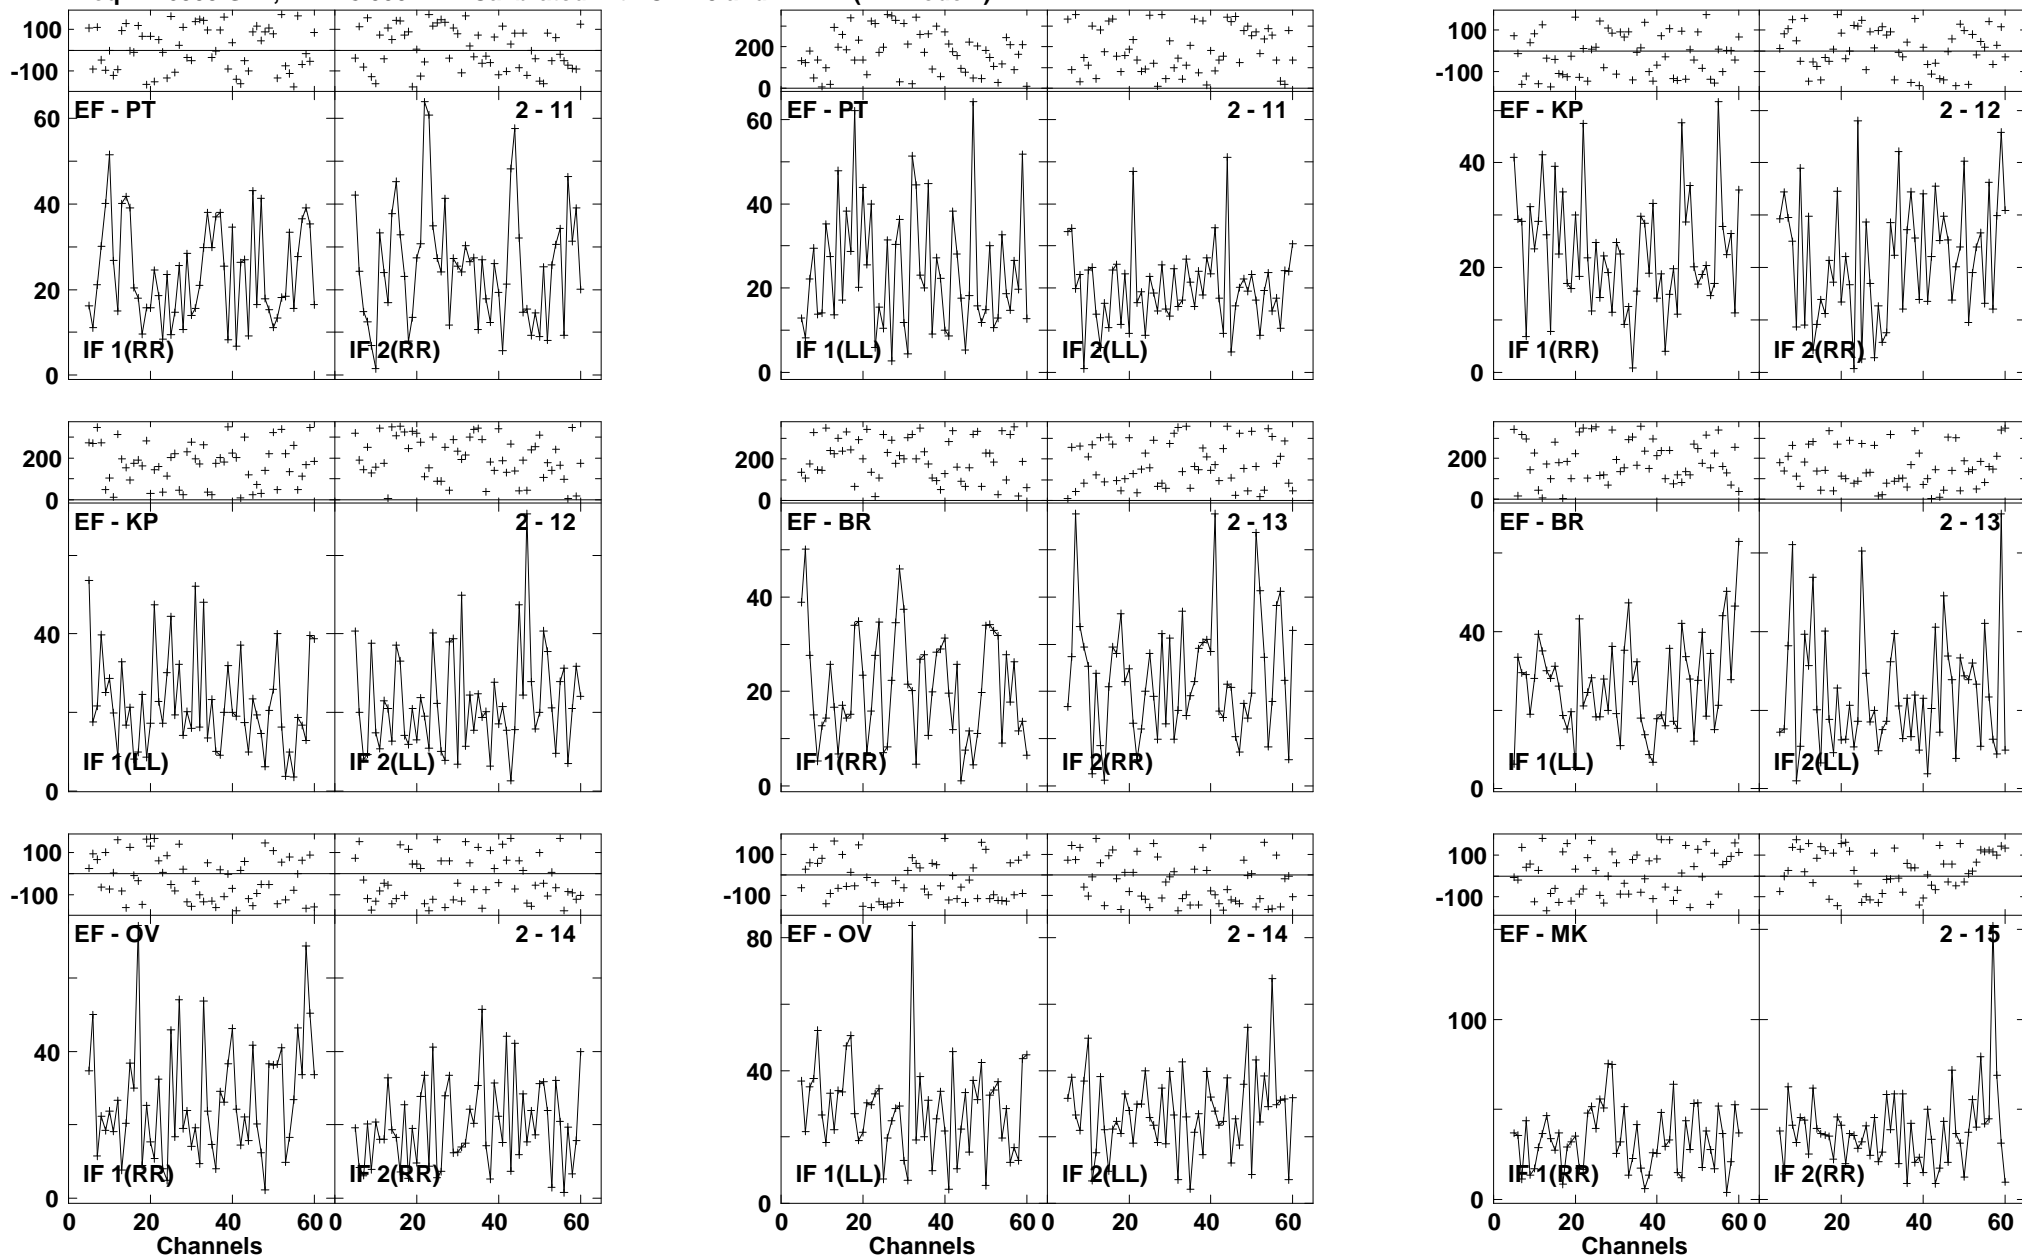 100
-100
EF - PT
2 - 11
60
40
20
0
IF 1(RR)
IF 2(RR)
200
0
EF - PT
2 - 11
60
40
20
0
IF 1(LL)
IF 2(LL)
100
-100
EF - KP
2 - 12
40
20
0
IF 1(RR)
IF 2(RR)
200
0
EF - KP
2 - 12
40
0
IF 1(LL)
IF 2(LL)
200
0
EF - BR
2 - 13
40
20
0
IF 1(RR)
IF 2(RR)
200
0
EF - BR
2 - 13
40
0
IF 1(LL)
IF 2(LL)
100
-100
EF - OV
2 - 14
40
0
IF 1(RR)
IF 2(RR)
0 20 40 60 0 20 40 60
Channels
100
-100
EF - OV
2 - 14
80
40
0
IF 1(LL)
IF 2(LL)
0 20 40 60 0 20 40 60
Channels
100
-100
EF - MK
2 - 15
100
0
IF 1(RR)
IF 2(RR)
0 20 40 60 0 20 40 60
Channels